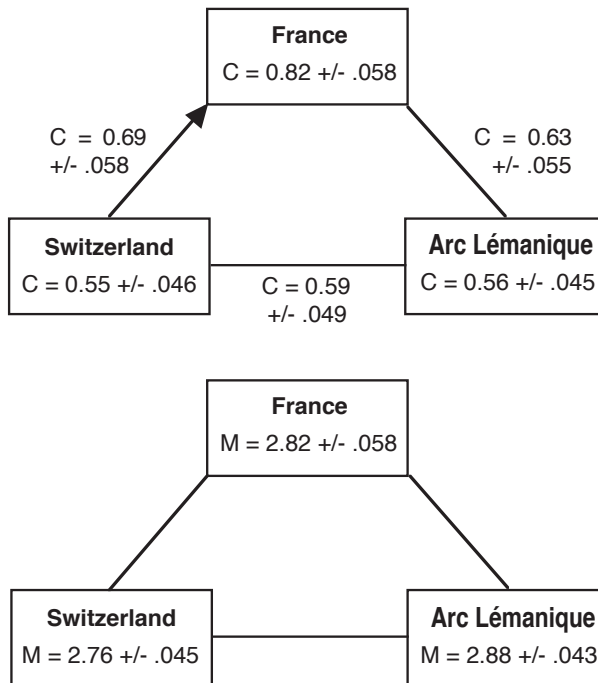 France
C = 0.82 +/- .058
C = 0.69
+/- .058
C = 0.63
+/- .055
Switzerland
C = 0.55 +/- .046
C = 0.59
+/- .049
Arc Lémanique
C = 0.56 +/- .045
France
M = 2.82 +/- .058
Switzerland
M = 2.76 +/- .045
Arc Lémanique
M = 2.88 +/- .043